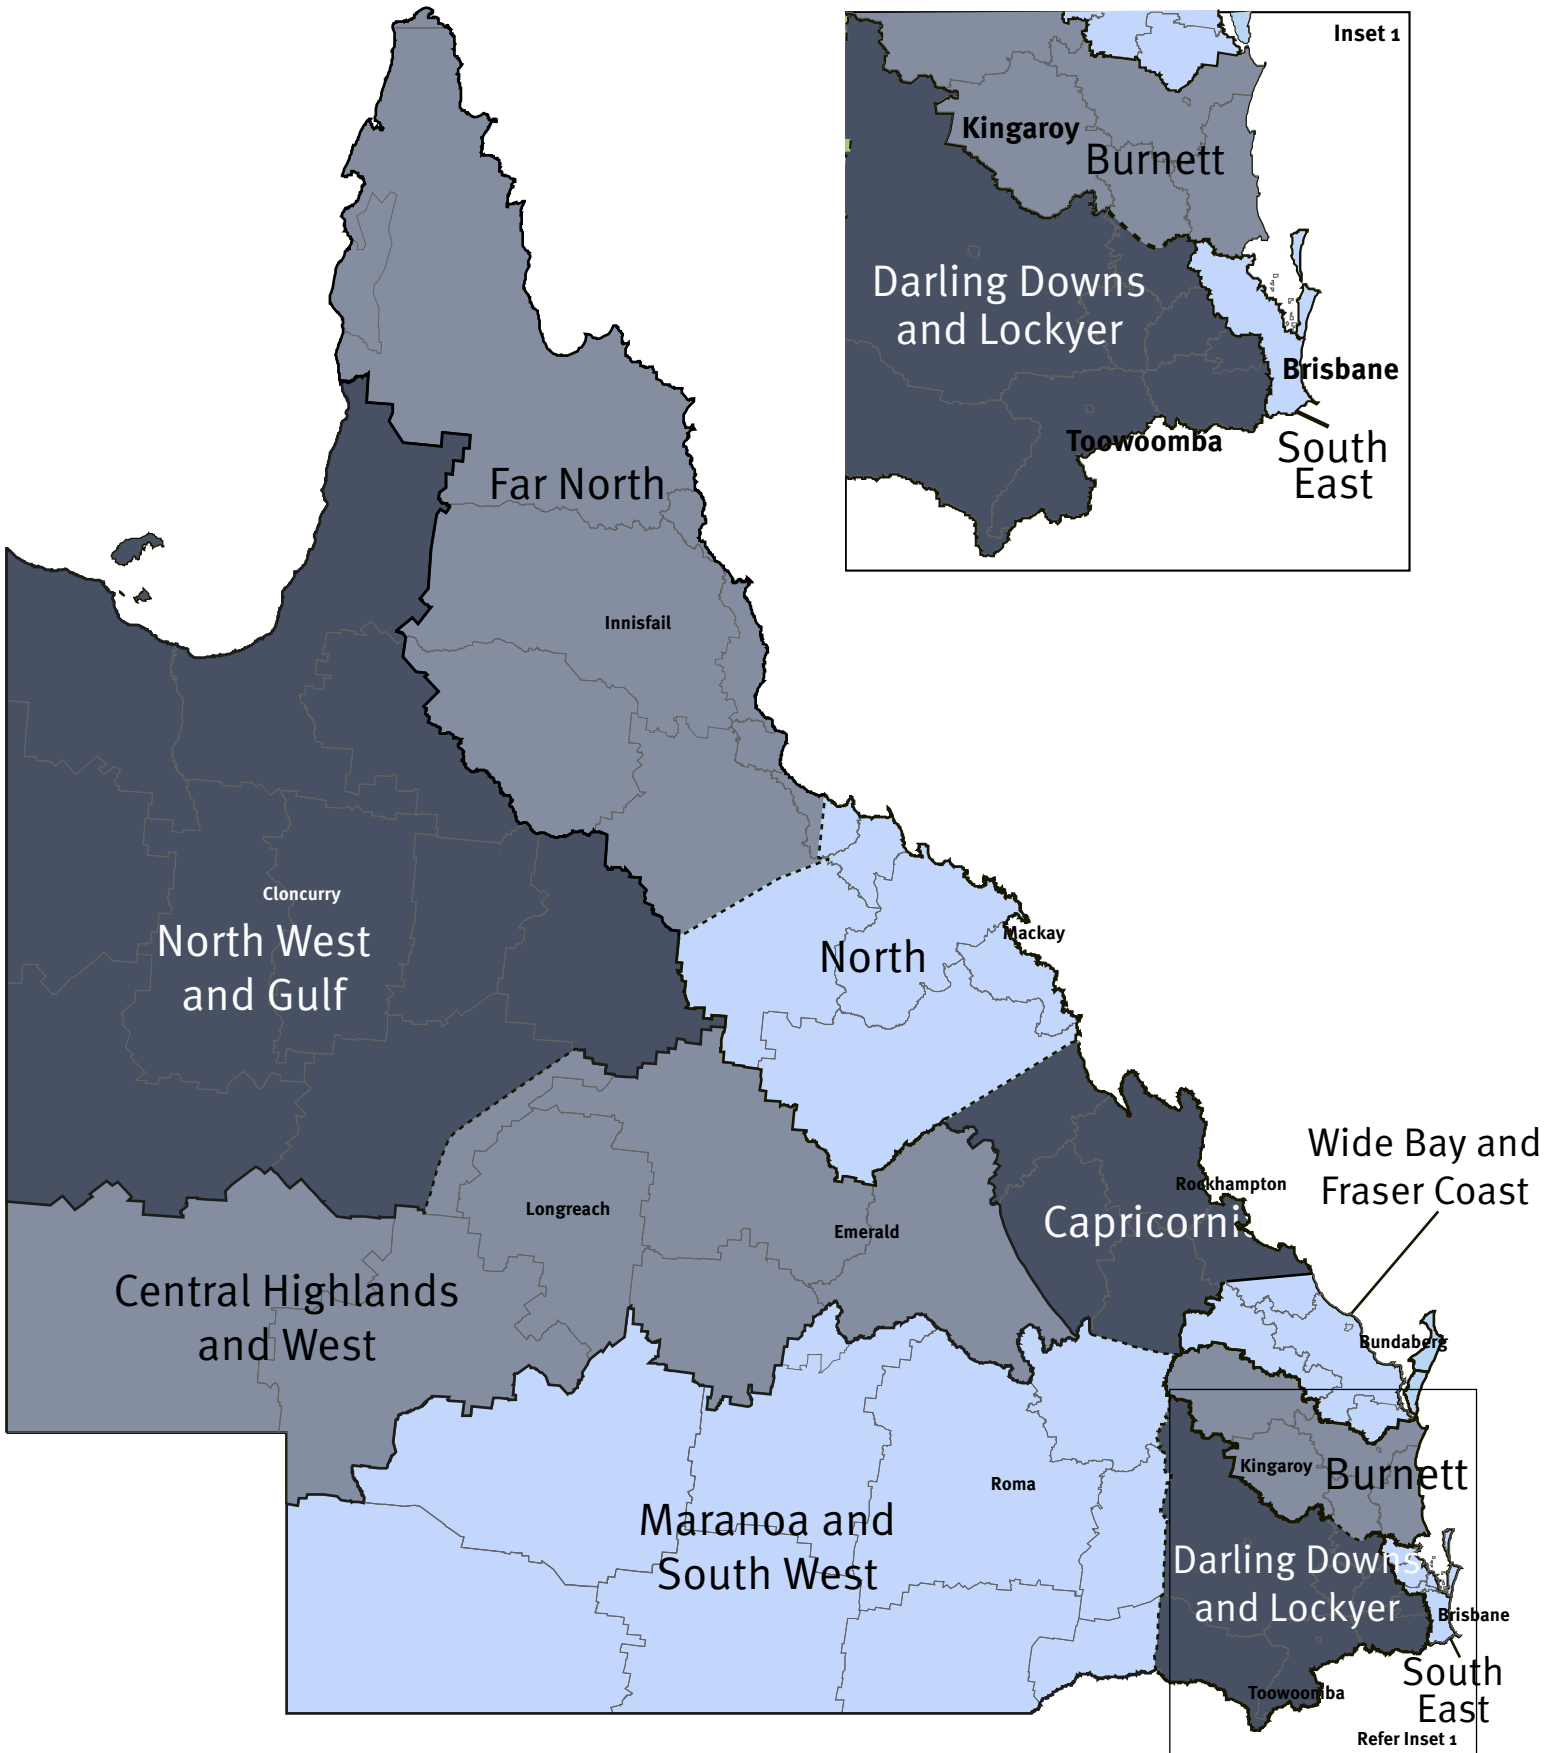 Inset 1
Kingaroy
Burnett
Darling Downs
and Lockyer
Brisbane
Toowoomba
South
East
Far North
Innisfail
Cloncurry
North West
and Gulf
North
Mackay
Wide Bay and
Fraser Coast
Rockhampton
Capricorni
Longreach
Emerald
Central Highlands
and West
Bundaberg
Kingaroy
Burnett
Roma
Maranoa and
South West
Darling Downs
and Lockyer
Brisbane
South
East
Toowoomba
Refer Inset 1